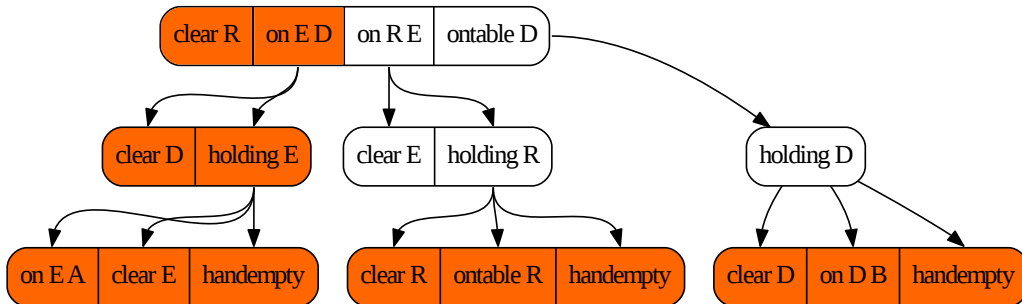 clear R on E D on R E ontable D
clear D holding E clear E holding R holding D
on E A clear E handempty clear R ontable R handempty clear D on D B handempty